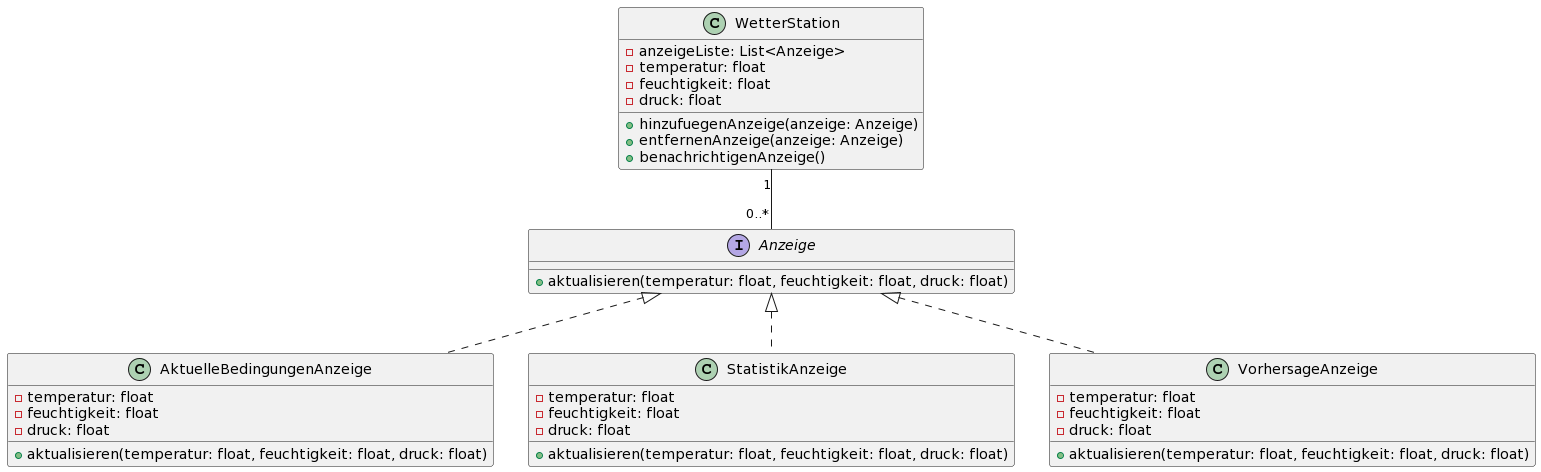 C WetterStation
anzeigeListe: List<Anzeige>
temperatur: float
feuchtigkeit: float
druck: float
hinzufuegenAnzeige(anzeige: Anzeige)
entfernenAnzeige(anzeige: Anzeige)
benachrichtigenAnzeige()
1
0..*
I Anzeige
aktualisieren(temperatur: float, feuchtigkeit: float, druck: float)
C AktuelleBedingungenAnzeige
temperatur: float
feuchtigkeit: float
druck: float
aktualisieren(temperatur: float, feuchtigkeit: float, druck: float)
C StatistikAnzeige
temperatur: float
feuchtigkeit: float
druck: float
aktualisieren(temperatur: float, feuchtigkeit: float, druck: float)
C VorhersageAnzeige
temperatur: float
feuchtigkeit: float
druck: float
aktualisieren(temperatur: float, feuchtigkeit: float, druck: float)